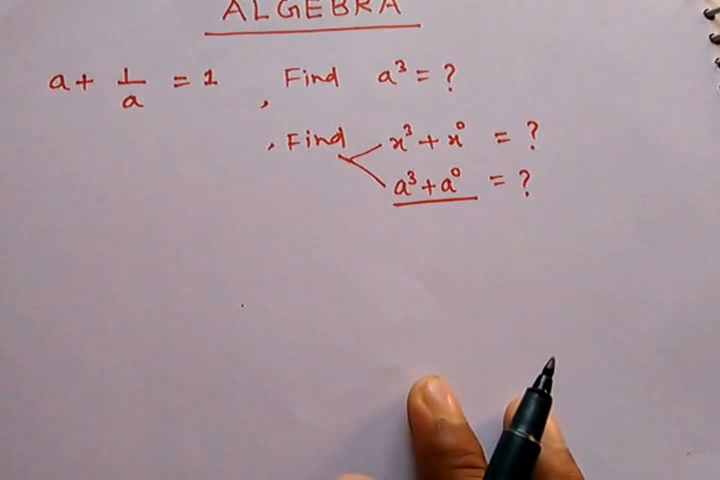 ALGEBRA
a + 1/a = 1, Find a³ = ?
, Find x³ + x⁰ = ?
a³ + a⁰ = ?